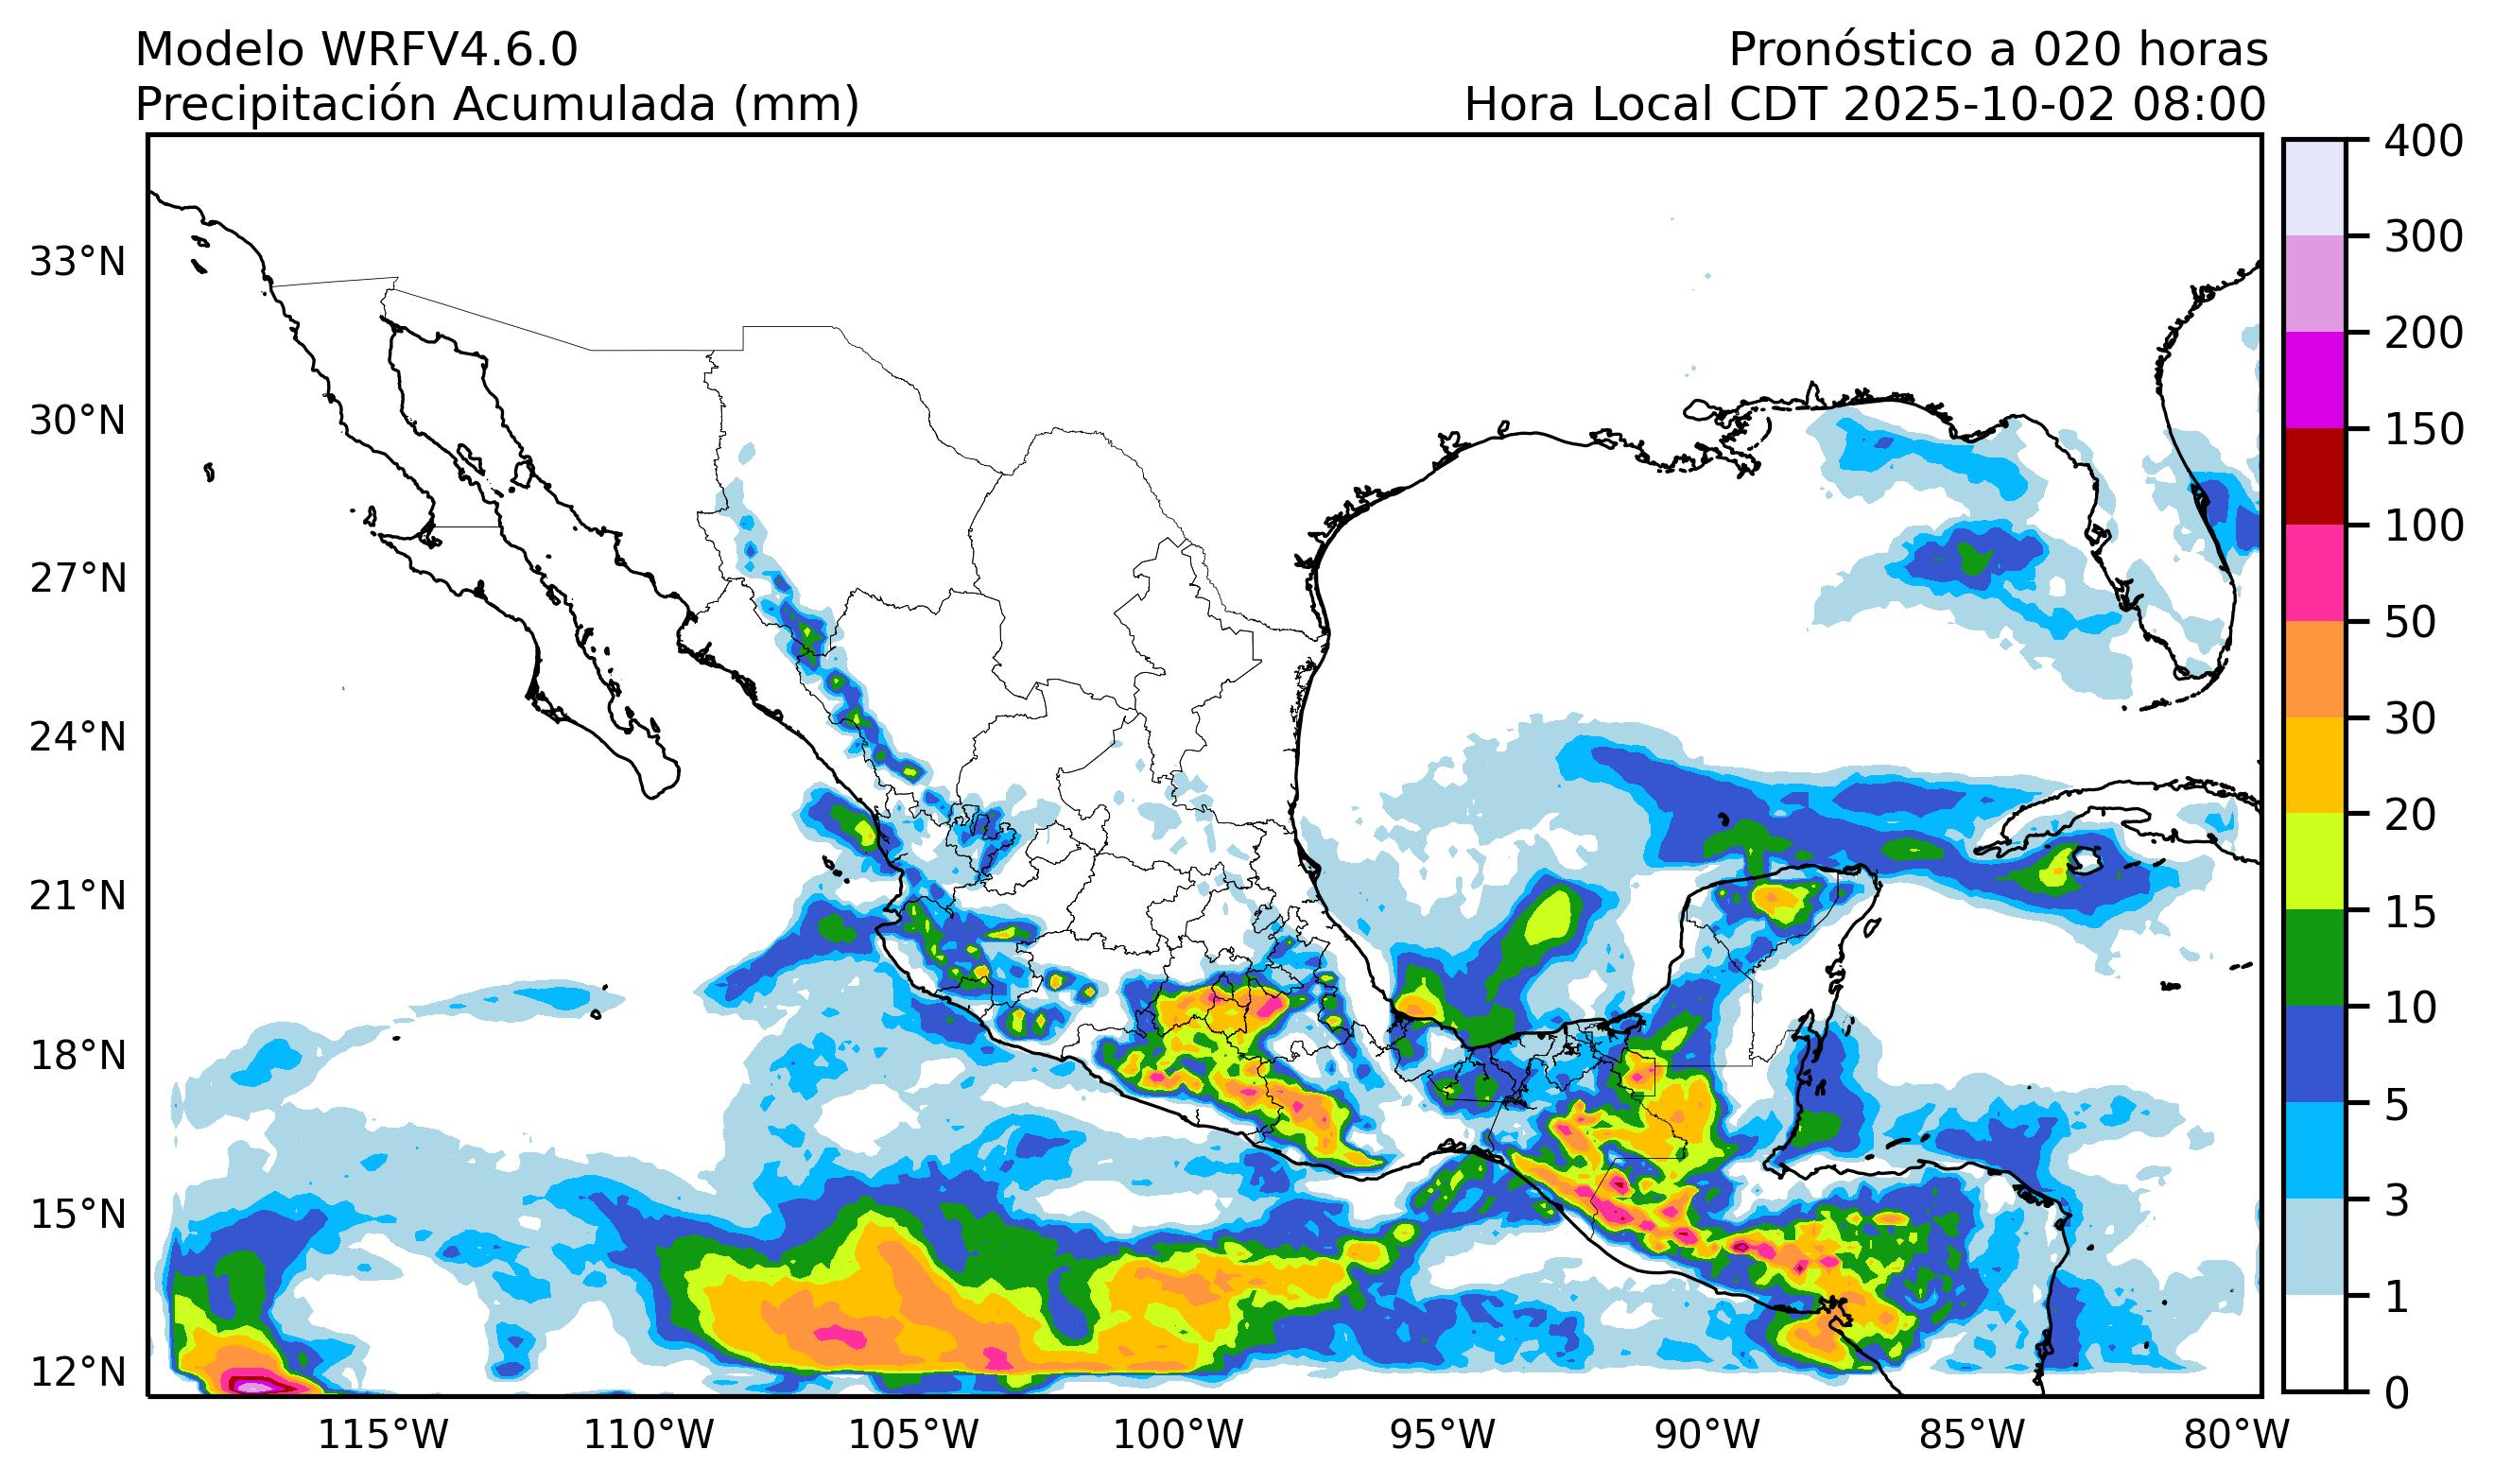 Modelo WRFV4.6.0
Pronóstico a 020 horas
Precipitación Acumulada (mm)
Hora Local CDT 2025-10-02 08:00
33°N
30°N
27°N
24°N
21°N
18°N
15°N
12°N
115°W
110°W
105°W
100°W
95°W
90°W
85°W
80°W
400
300
200
150
100
50
30
20
15
10
5
3
1
0